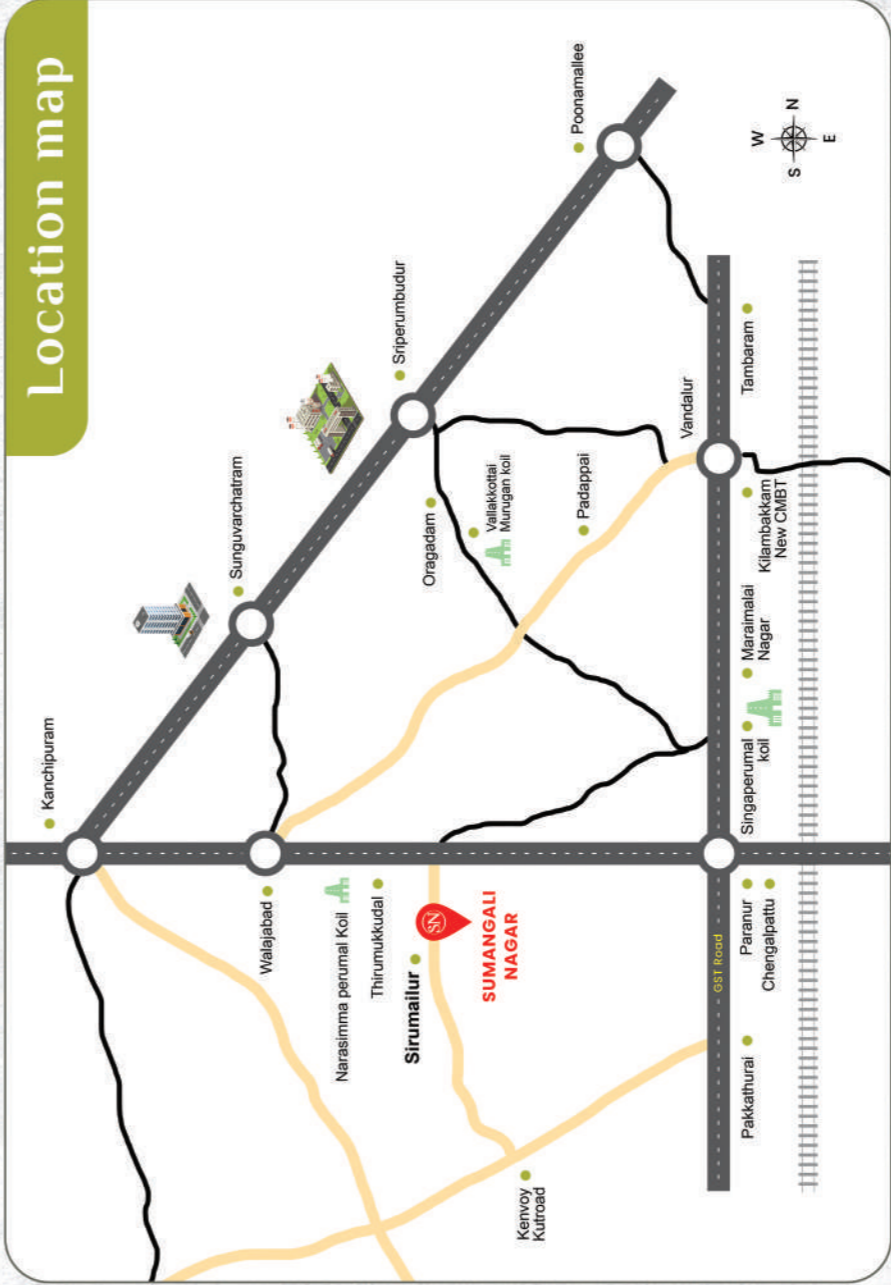 Location map
Poonamallee
W
N
S
E
Sriperumbudur
Sunguvarchatram
Kanchipuram
Tambaram
Vandalur
Oragadam
Vallakkottai
Murugan koil
Padappai
Kilambakkam
New CMBT
Maraimalai
Nagar
Singaperumal
koil
Walajabad
Narasimma perumal Koil
Thirumukkudal
Sirumailur
SN
SUMANGALI
NAGAR
GST Road
Paranur
Chengalpattu
Pakkathurai
Kenvoy
Kutroad